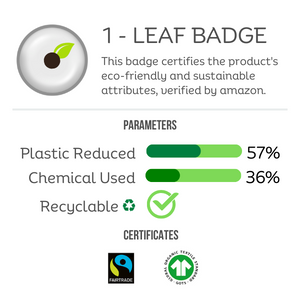 1 - LEAF BADGE
This badge certifies the product's
eco-friendly and sustainable
attributes, verified by amazon.
PARAMETERS
Plastic Reduced 57%
Chemical Used 36%
Recyclable
CERTIFICATES
FAIRTRADE
GLOBAL ORGANIC TEXTILE STANDARD
GOTS